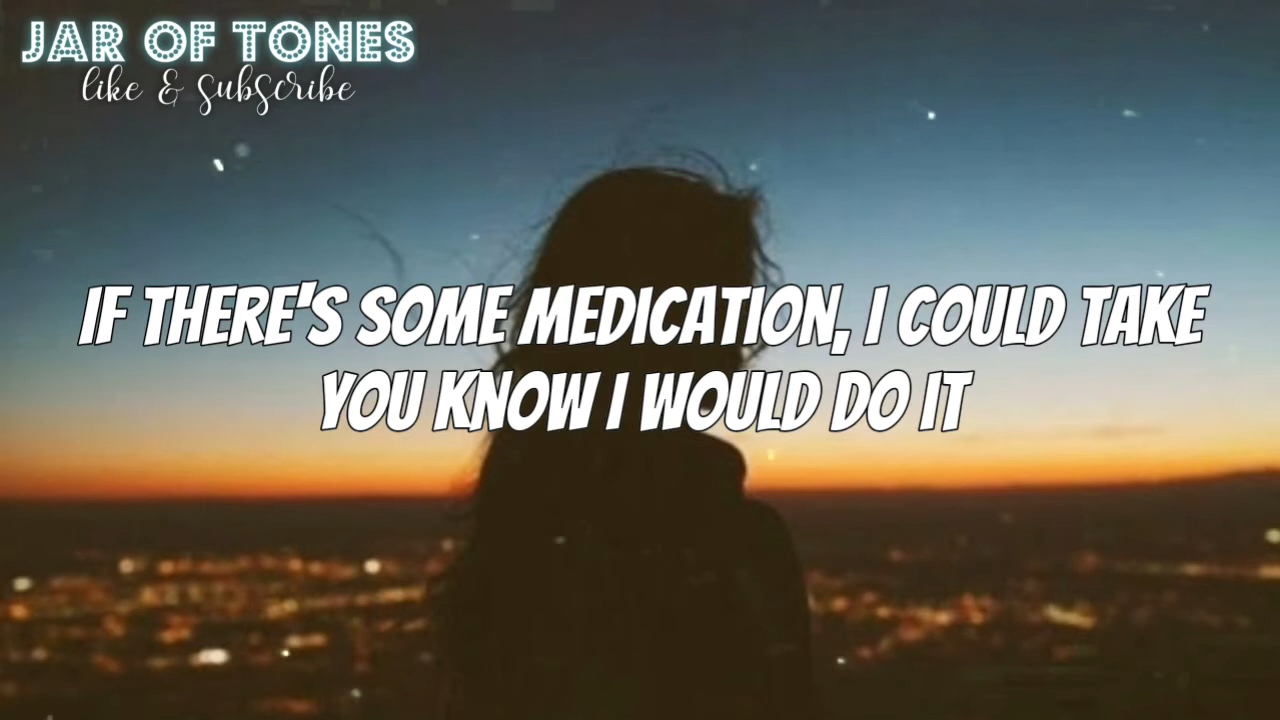 JAR OF TONES
like & subscribe
IF THERE'S SOME MEDICATION, I COULD TAKE
YOU KNOW I WOULD DO IT